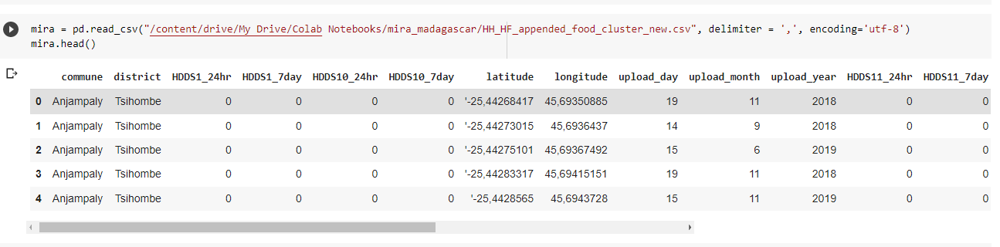 mira = pd.read_csv("/content/drive/My Drive/Colab Notebooks/mira_madagascar/HH_HF_appended_food_cluster_new.csv", delimiter = ',', encoding='utf-8')
mira.head()
commune district HDDS1_24hr HDDS1_7day HDDS10_24hr HDDS10_7day latitude longitude upload_day upload_month upload_year HDDS11_24hr HDDS11_7day
0 Anjampaly Tsihombe 0 0 0 0 '-25,44268417 45,69350885 19 11 2018 0 0
1 Anjampaly Tsihombe 0 0 0 0 '-25,44273015 45,6936437 14 9 2018 0 0
2 Anjampaly Tsihombe 0 0 0 0 '-25,44275101 45,69367492 15 6 2019 0 0
3 Anjampaly Tsihombe 0 0 0 0 '-25,44283317 45,69415151 19 11 2018 0 0
4 Anjampaly Tsihombe 0 0 0 0 '-25,4428565 45,6943728 15 11 2019 0 0